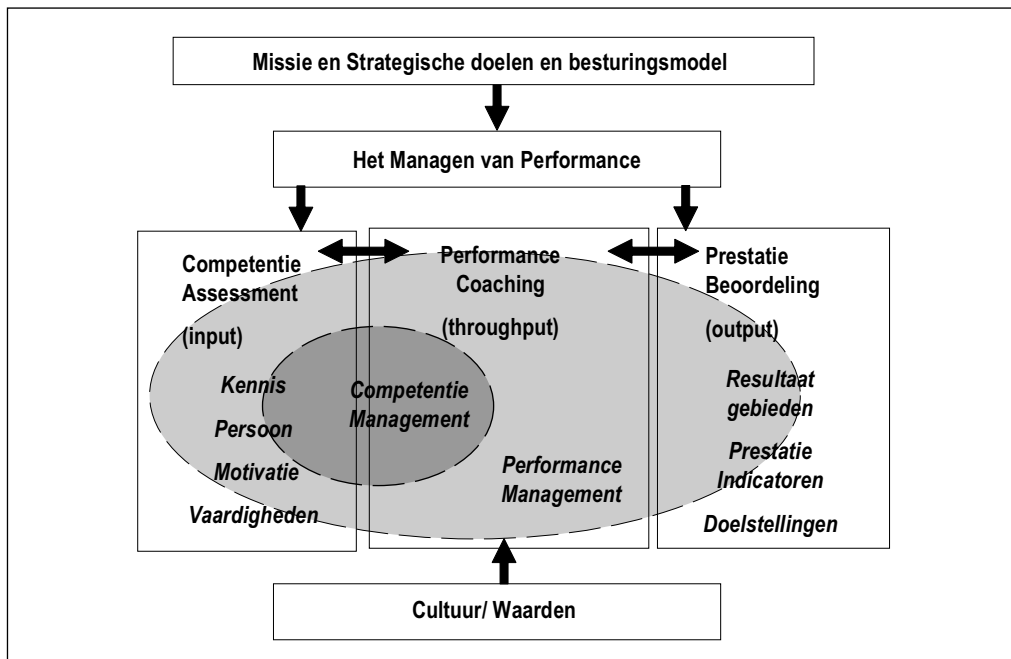 Missie en Strategische doelen en besturingsmodel
Het Managen van Performance
Competentie
Assessment
(input)
Kennis
Persoon
Motivatie
Vaardigheden
Performance
Coaching
(throughput)
Competentie
Management
Performance
Management
Prestatie
Beoordeling
(output)
Resultaat
gebieden
Prestatie
Indicatoren
Doelstellingen
Cultuur/ Waarden